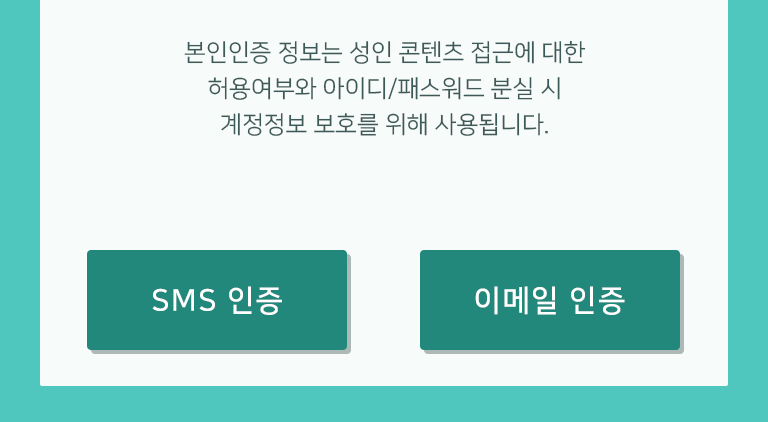 본인인증 정보는 성인 콘텐츠 접근에 대한
허용여부와 아이디/패스워드 분실 시
계정정보 보호를 위해 사용됩니다.
SMS 인증
이메일 인증